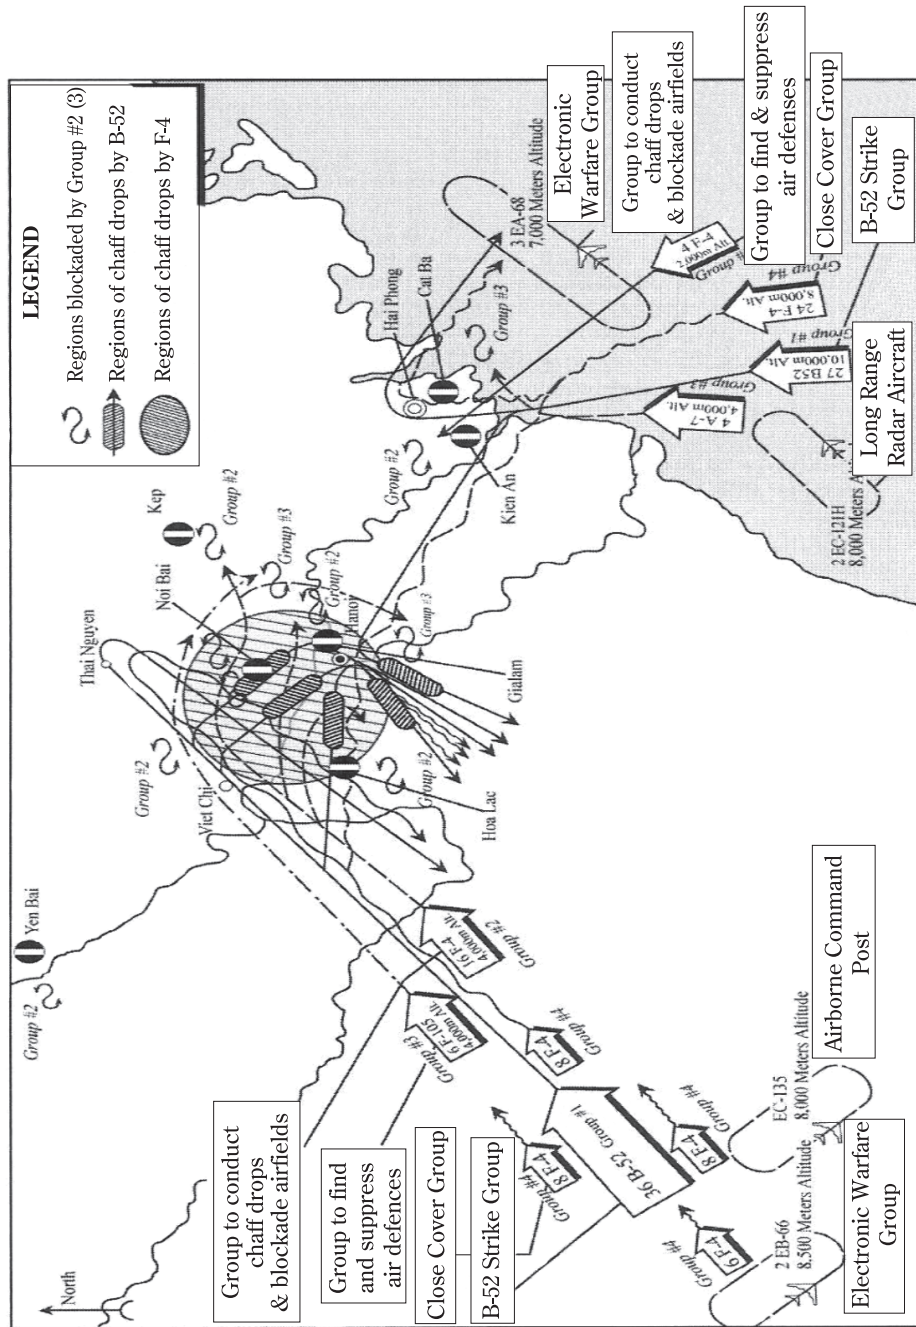 LEGEND
Regions blockaded by Group #2 (3)
Regions of chaff drops by B-52
Regions of chaff drops by F-4
North
Yen Bai
Group #2
Thai Nguyen
Viet Chi
Group #2
Noi Bai
Kep
Group #2
Group #3
Group #2
Hanoi
Group #3
Gialam
Hoa Lac
Group #2
Hai Phong
Cat Ba
Group #3
Group #2
Kien An
3 EA-68
7,000 Meters Altitude
Electronic
Warfare Group
Group to conduct
chaff drops
& blockade airfields
Group to find & suppress
air defenses
Close Cover Group
B-52 Strike
Group
Long Range
Radar Aircraft
4 F-4
2,000m Alt.
Group #
24 F-4
8,000m Alt.
Group #4
27 B52
10,000m Alt.
Group #1
4 A-7
4,000m Alt.
Group #3
2 EC-121H
8,000 Meters A
16 F-4
4,000m Alt.
Group #2
6 F-105
4,000m Alt.
Group #3
8 F-4
Group #4
36 B-52
Group #1
8 F-4
Group #4
8 F-4
Group #4
6 F-4
Group #4
Group to conduct
chaff drops
& blockade airfields
Group to find
and suppress
air defences
Close Cover Group
B-52 Strike Group
2 EB-66
8,500 Meters Altitude
Electronic Warfare
Group
EC-135
8,000 Meters Altitude
Airborne Command
Post